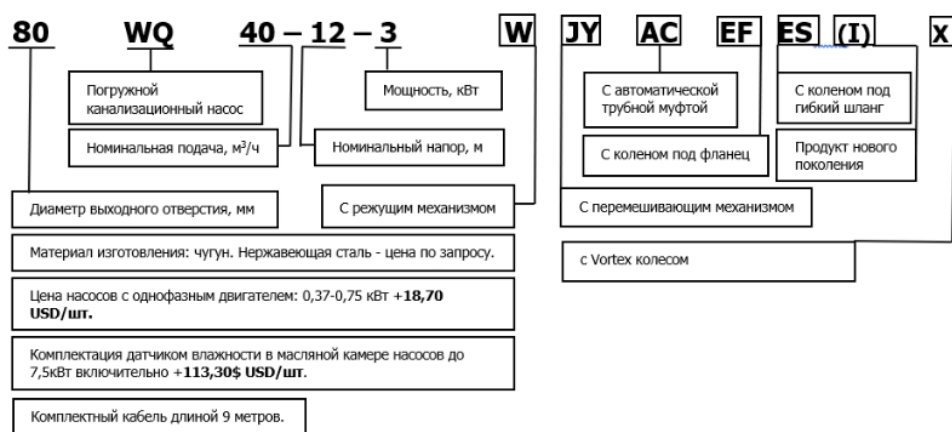 80 WQ 40 – 12 – 3 W JY AC EF ES (I) X
Погружной
канализационный насос
Мощность, кВт
С автоматической
трубной муфтой
С коленом под
гибкий шланг
Номинальная подача, м³/ч
Номинальный напор, м
С коленом под фланец
Продукт нового
поколения
Диаметр выходного отверстия, мм
С режущим механизмом
С перемешивающим механизмом
Материал изготовления: чугун. Нержавеющая сталь - цена по запросу.
с Vortex колесом
Цена насосов с однофазным двигателем: 0,37-0,75 кВт +18,70
USD/шт.
Комплектация датчиком влажности в масляной камере насосов до
7,5кВт включительно +113,30$ USD/шт.
Комплектный кабель длиной 9 метров.